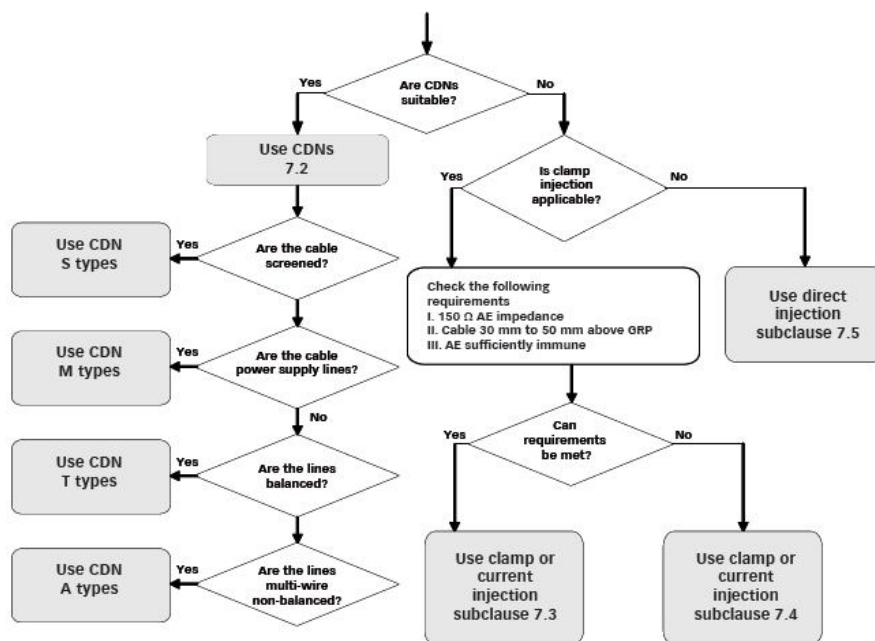 Yes
Are CDNs
suitable?
No
Use CDNs
7.2
Yes
Is clamp
injection
applicable?
No
Use CDN
S types
Yes
Are the cable
screened?
Check the following
requirements
I. 150 Ω AE impedance
II. Cable 30 mm to 50 mm above GRP
III. AE sufficiently immune
Use direct
injection
subclause 7.5
Use CDN
M types
Yes
Are the cable
power supply lines?
No
Yes
Can
requirements
be met?
No
Use CDN
T types
Yes
Are the lines
balanced?
Use CDN
A types
Yes
Are the lines
multi-wire
non-balanced?
Use clamp or
current
injection
subclause 7.3
Use clamp or
current
injection
subclause 7.4